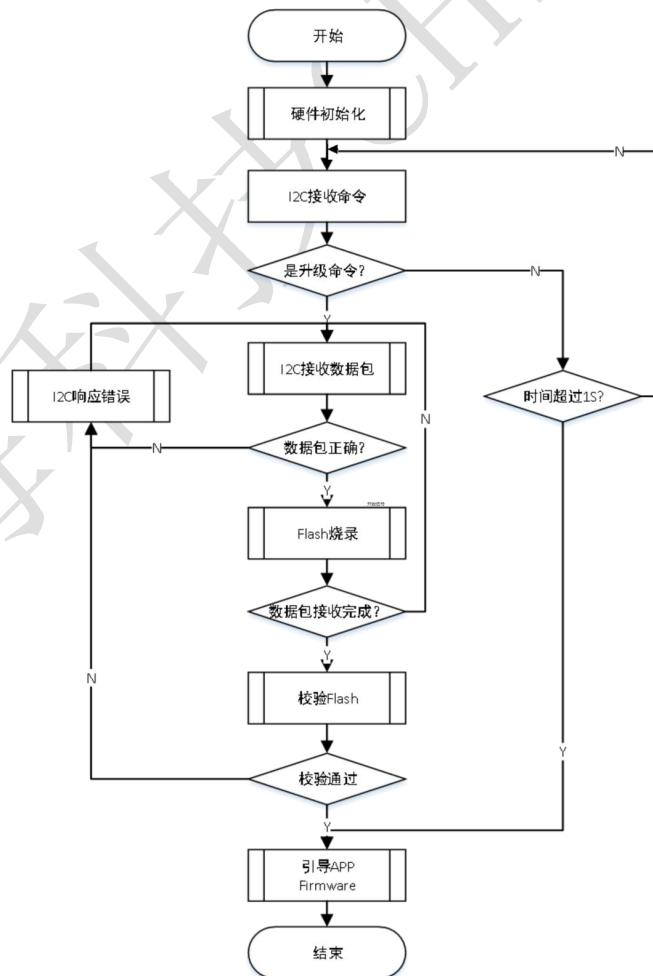 开始
硬件初始化
N
I2C接收命令
是升级命令?
N
Y
I2C接收数据包
I2C响应错误
时间超过1S?
N
数据包正确?
N
Y
Flash烧录
数据包接收完成?
Y
N
校验Flash
Y
校验通过
Y
引导APP
Firmware
结束
科技